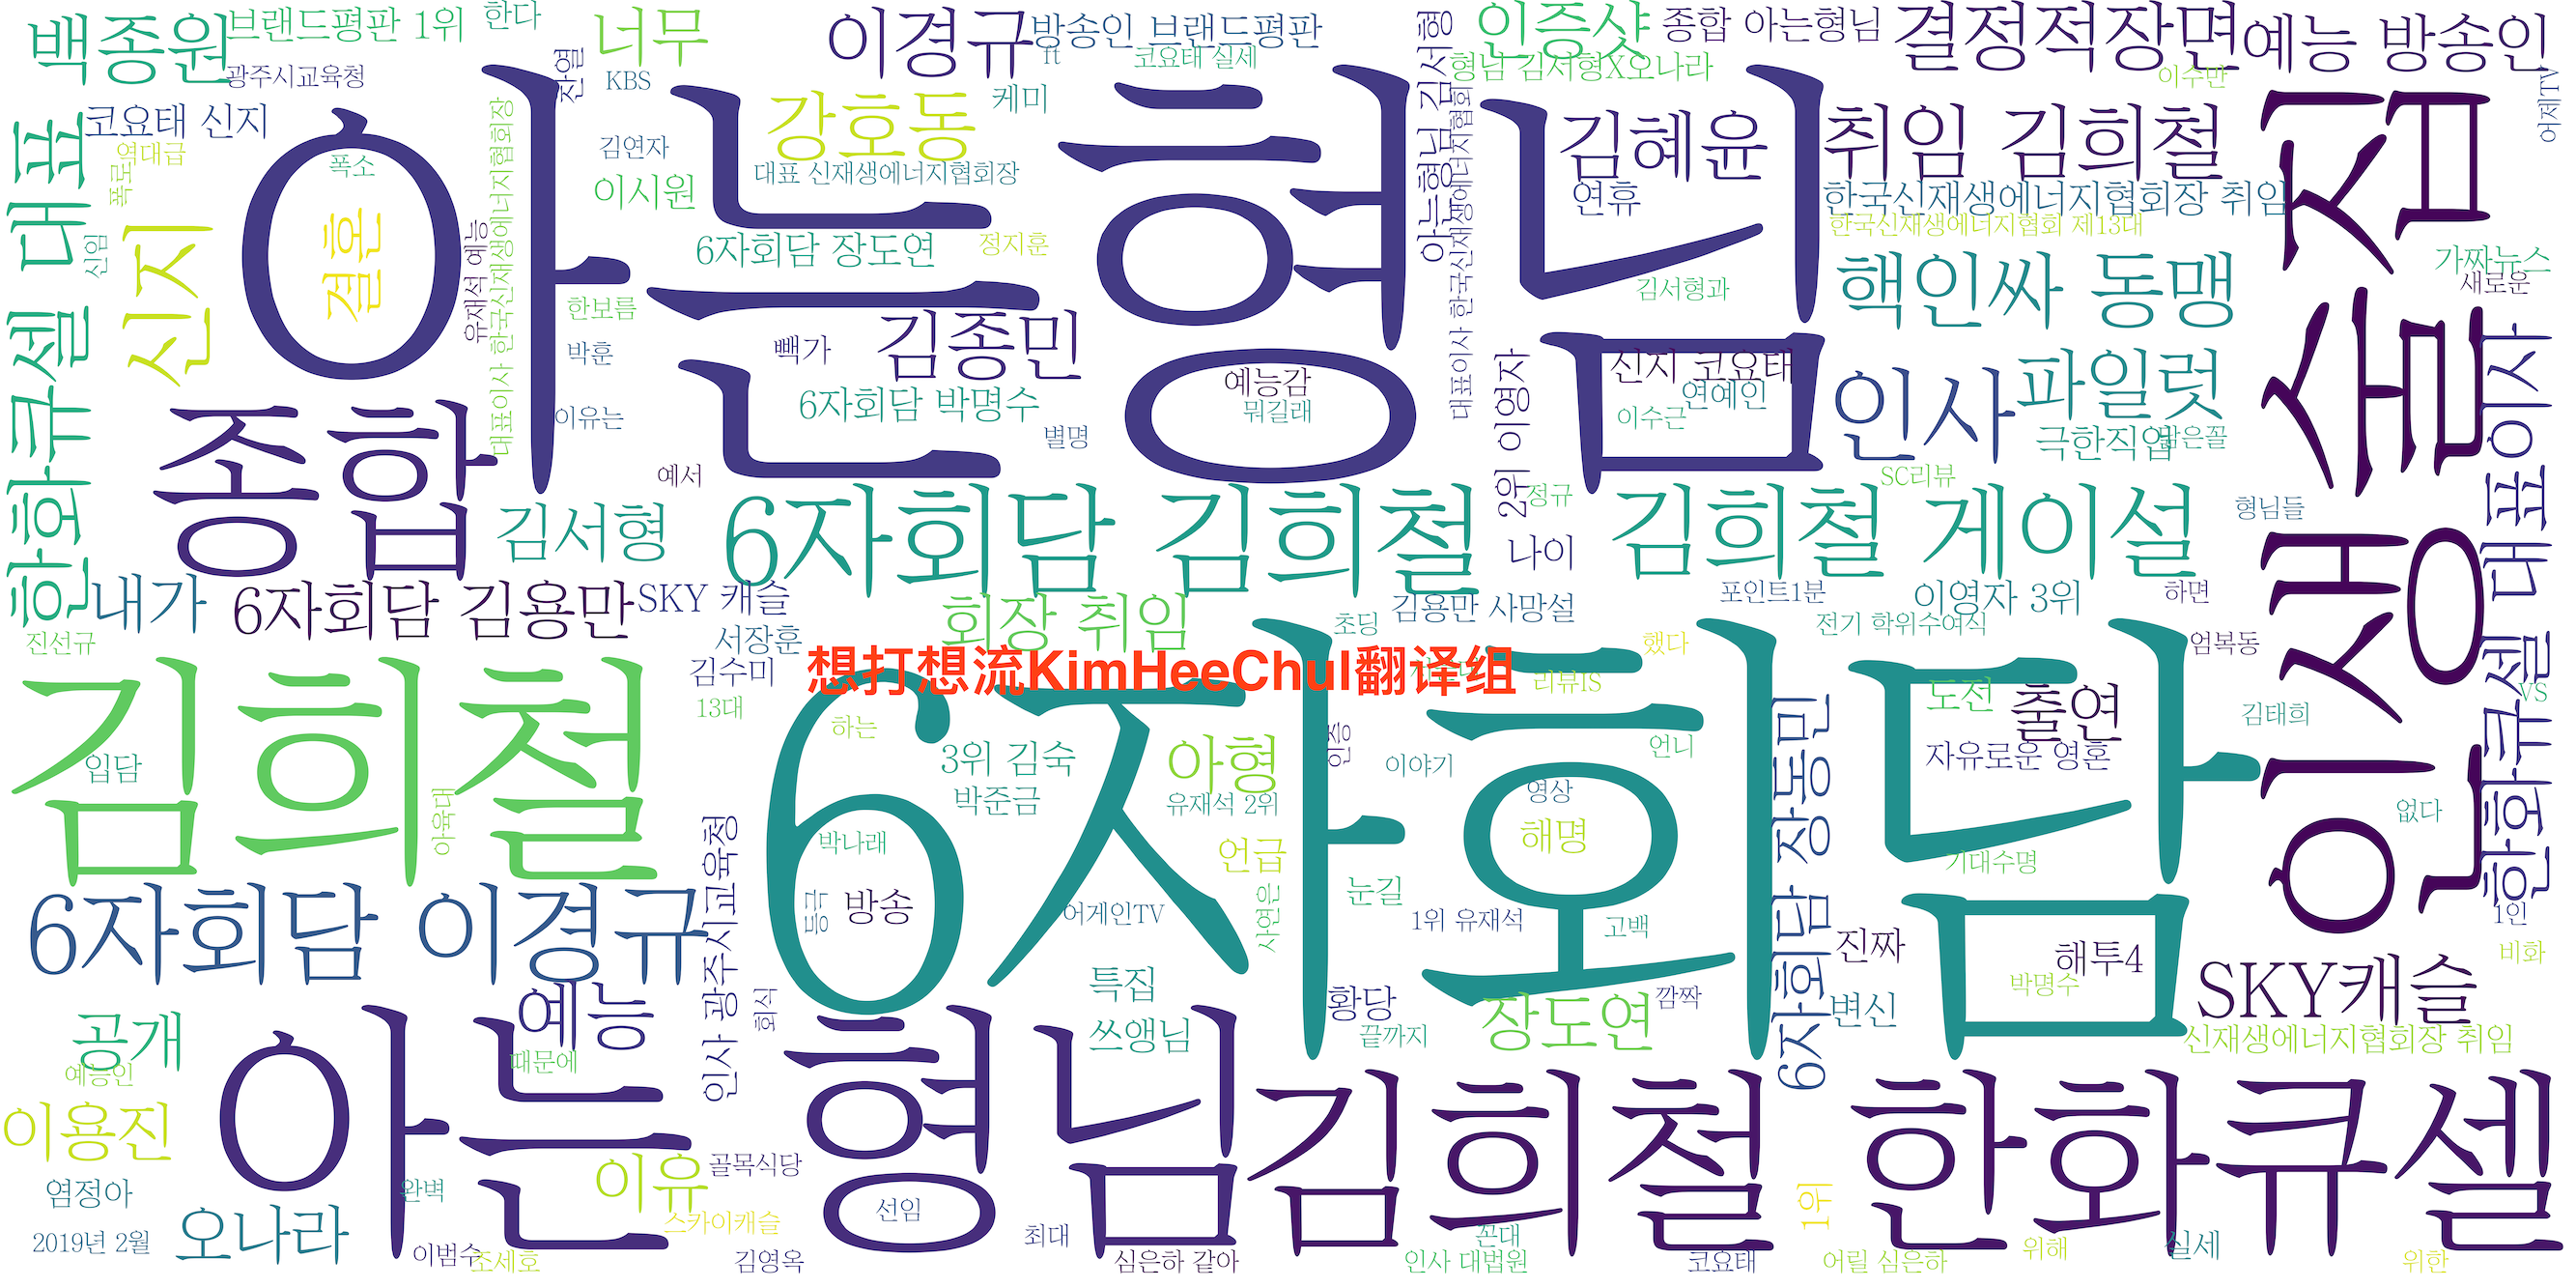 백종원
브랜드평판 1위
한다
너무
이경규
방송인 브랜드평판
인증샷
종합 아는형님
결정적장면
예능 방송인
광주시교육청
KBS
ft
코요태 실세
형님 김서형X오나라
이수만
어제TV
코요태 신지
역대급
폭로
폭소
김연자
강호동
케미
대표 신재생에너지협회장
이시원
아는형님 김서형
김혜윤
연휴
취임 김희철
한국신재생에너지협회장 취임
한국신재생에너지협회 제13대
한화큐셀 대표
신임
신지
결혼
유재석 예능
대표이사 한국신재생에너지협회장
아는형님
6자회담 장도연
정지훈
한보름
박훈
빽가
김종민
6자회담 박명수
이유는
별명
예능감
뭐길래
대표이사 한국신재생에너지협회
2위 이영자
김서형과
신지 코요태
연예인
이수근
핵인싸 동맹
인사
파일럿
극한직업
닮은꼴
SC리뷰
가짜뉴스
새로운
인생술집
한화큐셀 대표이사
형님들
종합
예서
김서형
6자회담 김희철
정규
나이
김희철 게이설
내가
6자회담 김용만
SKY 캐슬
회장 취임
초딩
김용만 사망설
포인트1분
이영자 3위
하면
전기 학위수여식
진선규
서장훈
김수미
13대
想打想流KimHeeChul翻译组
했다
리뷰IS
엄복동
VS
김태희
김희철
입담
아육대
하는
6자회담
3위 김숙
박준금
아형
유재석 2위
이야기
영상
언니
도전
출연
자유로운 영혼
없다
6자회담 장동민
인사 광주시교육청
박나래
방송
동국
언급
사연은
해명
눈길
어게인TV
1위 유재석
고백
기대수명
1인
6자회담 이경규
진짜
해투4
박명수
비화
SKY캐슬
공개
예능인
예능
때문에
회식
특집
쓰앵님
황당
끝까지
장도연
깜짝
변신
신재생에너지협회장 취임
이용진
아는 형님
김희철
한화큐셀
이유
골목식당
염정아
완벽
선임
1위
2019년 2월
오나라
스카이캐슬
최대
꼰대
실세
이범수
조세호
김영옥
심은하 같아
인사 대법원
코요태
어릴 심은하
위해
위한